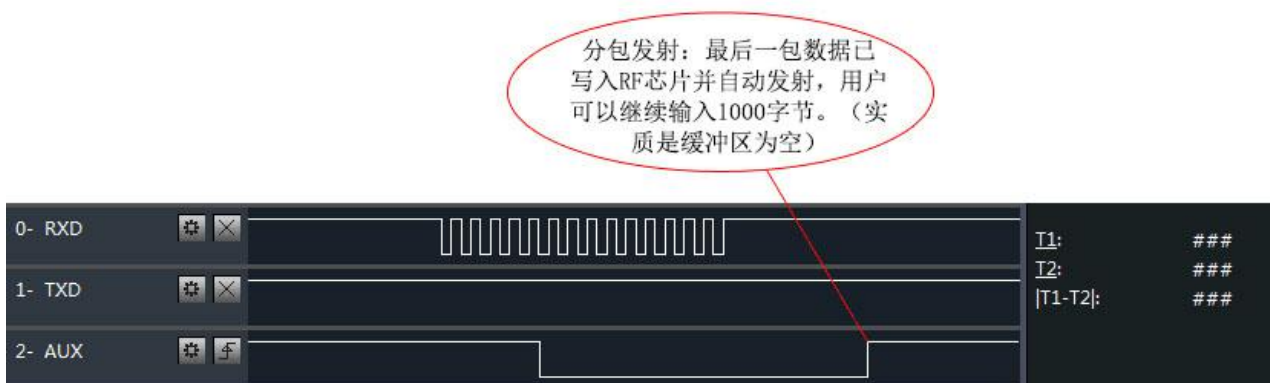 分包发射：最后一包数据已
写入RF芯片并自动发射，用户
可以继续输入1000字节。（实
质是缓冲区为空）
0- RXD
T1: ###
1- TXD
T2: ###
|T1-T2|: ###
2- AUX